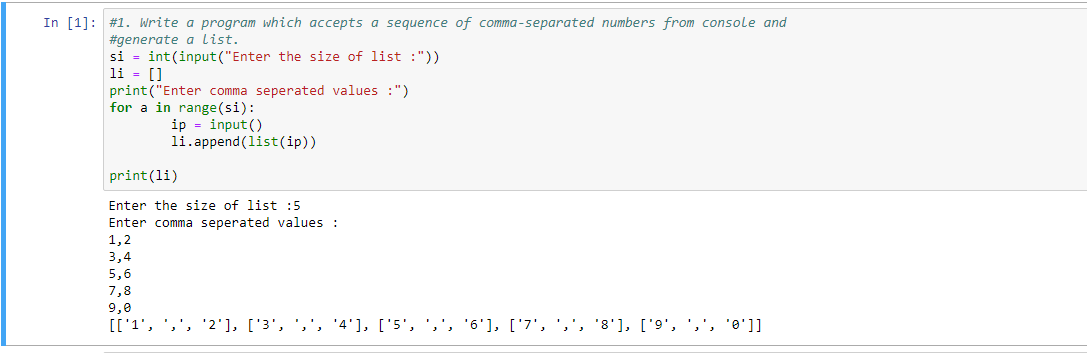 In [1]: #1. Write a program which accepts a sequence of comma-separated numbers from console and
#generate a list.
si = int(input("Enter the size of list :"))
li = []
print("Enter comma seperated values :")
for a in range(si):
        ip = input()
        li.append(list(ip))
print(li)
Enter the size of list :5
Enter comma seperated values :
1,2
3,4
5,6
7,8
9,0
[['1', ',', '2'], ['3', ',', '4'], ['5', ',', '6'], ['7', ',', '8'], ['9', ',', '0']]